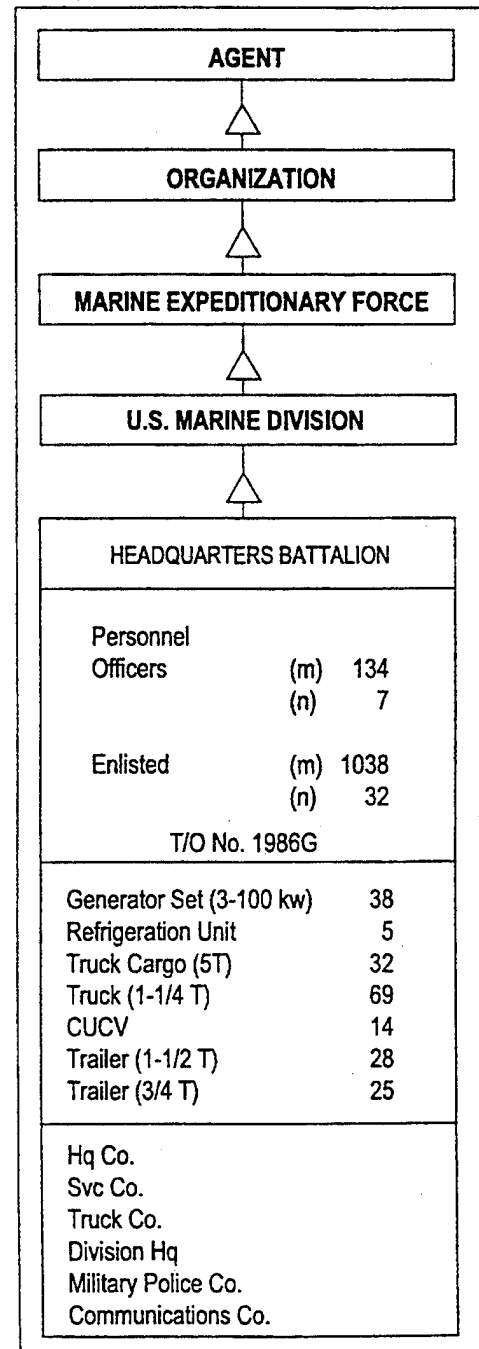 AGENT
ORGANIZATION
MARINE EXPEDITIONARY FORCE
U.S. MARINE DIVISION
HEADQUARTERS BATTALION
Personnel
Officers (m) 134
(n) 7
Enlisted (m) 1038
(n) 32
T/O No. 1986G
Generator Set (3-100 kw) 38
Refrigeration Unit 5
Truck Cargo (5T) 32
Truck (1-1/4 T) 69
CUCV 14
Trailer (1-1/2 T) 28
Trailer (3/4 T) 25
Hq Co.
Svc Co.
Truck Co.
Division Hq
Military Police Co.
Communications Co.